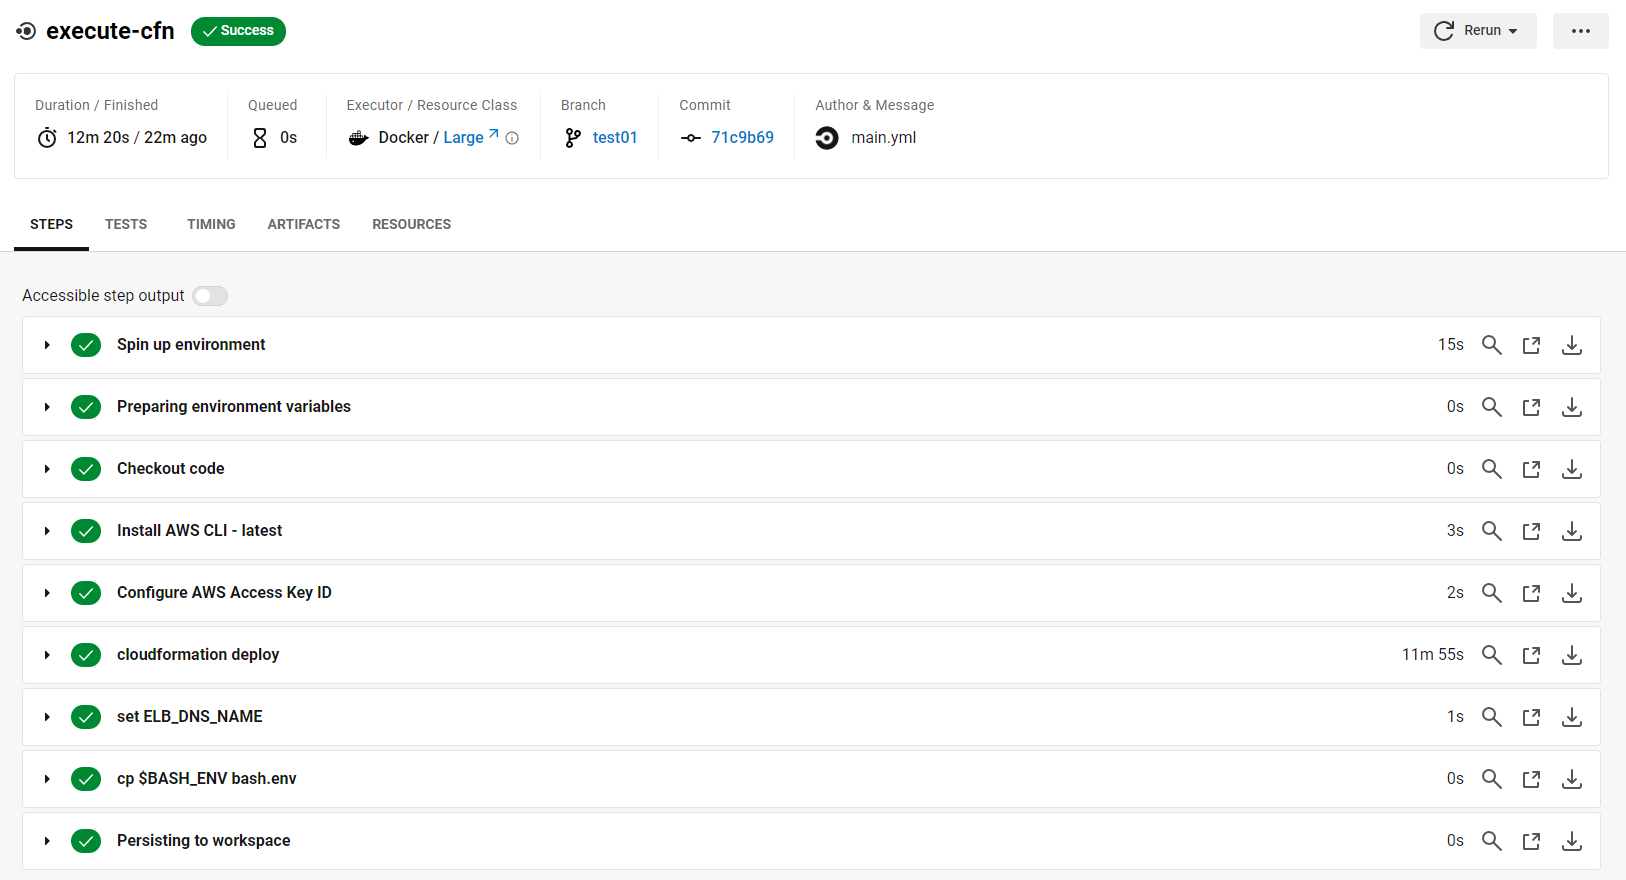 execute-cfn
Success
Rerun
Duration / Finished
12m 20s / 22m ago
Queued
0s
Executor / Resource Class
Docker / Large
Branch
test01
Commit
71c9b69
Author & Message
main.yml
STEPS TESTS TIMING ARTIFACTS RESOURCES
Accessible step output
Spin up environment 15s
Preparing environment variables 0s
Checkout code 0s
Install AWS CLI - latest 3s
Configure AWS Access Key ID 2s
cloudformation deploy 11m 55s
set ELB_DNS_NAME 1s
cp $BASH_ENV bash.env 0s
Persisting to workspace 0s